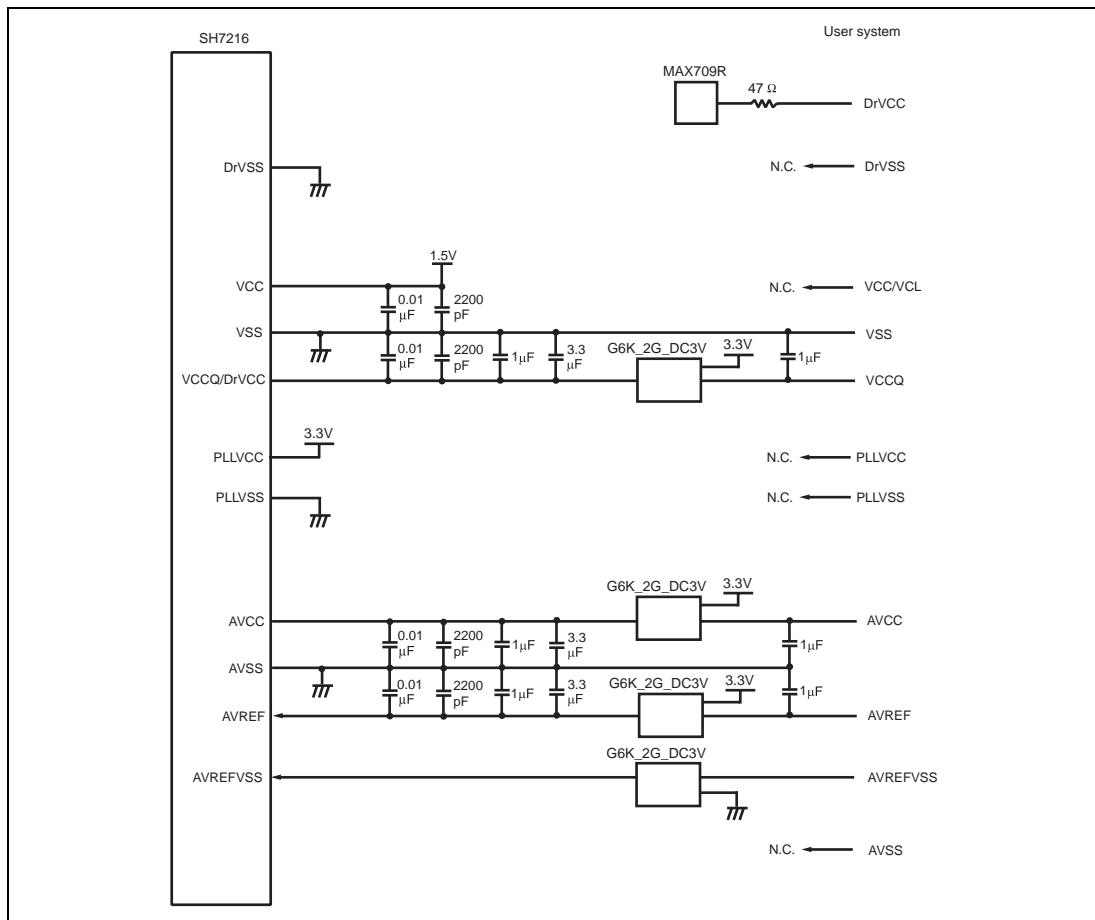 SH7216
User system
MAX709R
47 Ω
DrVCC
DrVSS
N.C.
DrVSS
1.5V
VCC
0.01
μF
2200
pF
N.C.
VCC/VCL
VSS
0.01
μF
2200
pF
1μF
3.3
μF
G6K_2G_DC3V
3.3V
1μF
VSS
VCCQ/DrVCC
VCCQ
3.3V
PLLVCC
N.C.
PLLVCC
PLLVSS
N.C.
PLLVSS
G6K_2G_DC3V
3.3V
AVCC
AVCC
0.01
μF
2200
pF
1μF
3.3
μF
1μF
AVSS
0.01
μF
2200
pF
1μF
3.3
μF
G6K_2G_DC3V
3.3V
1μF
AVREF
AVREF
G6K_2G_DC3V
AVREFVSS
AVREFVSS
N.C.
AVSS